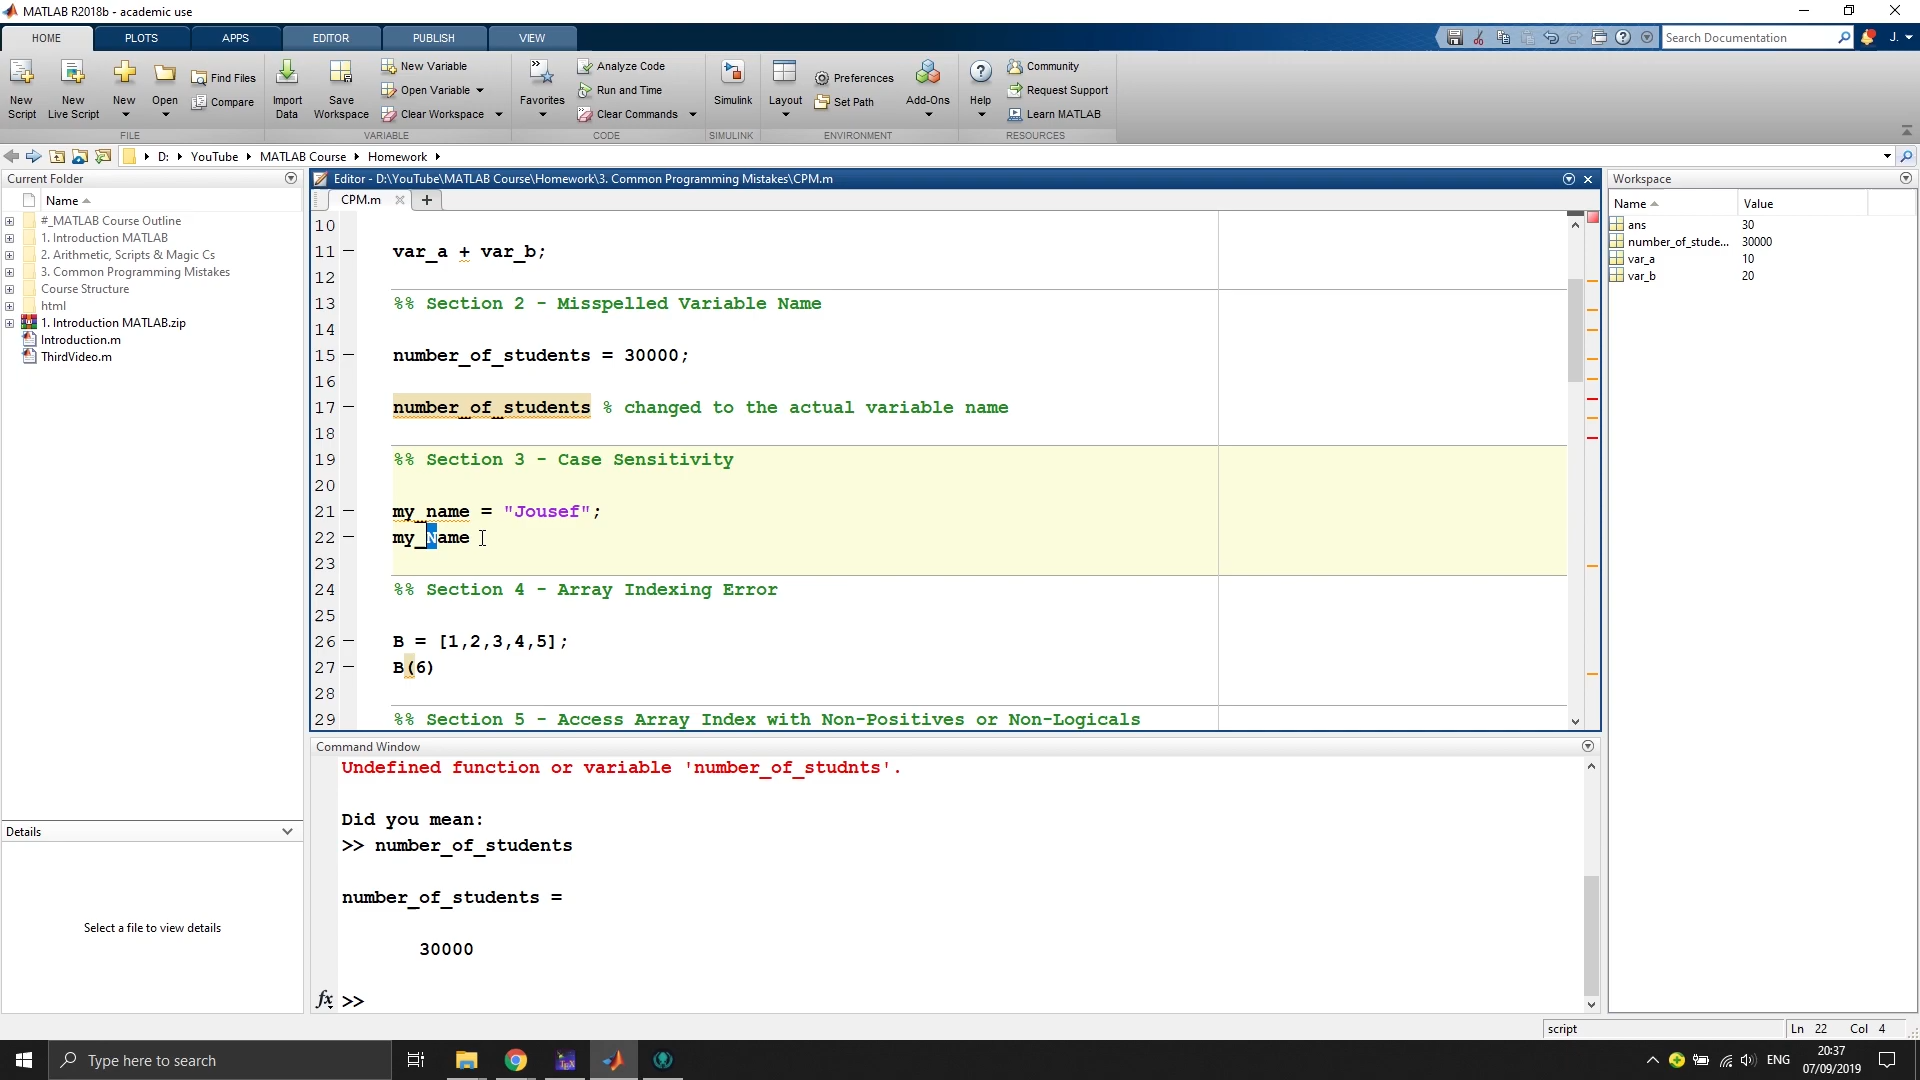 MATLAB R2018b - academic use
HOME PLOTS APPS EDITOR PUBLISH VIEW
Search Documentation
J.
New Script
New Live Script
New
Open
Find Files
Compare
FILE
Import Data
Save Workspace
New Variable
Open Variable
Clear Workspace
VARIABLE
Favorites
Analyze Code
Run and Time
Clear Commands
CODE
Simulink
SIMULINK
Layout
Preferences
Set Path
Add-Ons
ENVIRONMENT
Help
Community
Request Support
Learn MATLAB
RESOURCES
D: YouTube MATLAB Course Homework
Current Folder
Name
#_MATLAB Course Outline
1. Introduction MATLAB
2. Arithmetic, Scripts & Magic Cs
3. Common Programming Mistakes
Course Structure
html
1. Introduction MATLAB.zip
Introduction.m
ThirdVideo.m
Details
Select a file to view details
Editor - D:\YouTube\MATLAB Course\Homework\3. Common Programming Mistakes\CPM.m
CPM.m
10
11 var_a + var_b;
12
13 %% Section 2 - Misspelled Variable Name
14
15 number_of_students = 30000;
16
17 number_of_students % changed to the actual variable name
18
19 %% Section 3 - Case Sensitivity
20
21 my_name = "Jousef";
22 my_Name
23
24 %% Section 4 - Array Indexing Error
25
26 B = [1,2,3,4,5];
27 B(6)
28
29 %% Section 5 - Access Array Index with Non-Positives or Non-Logicals
Command Window
Undefined function or variable 'number_of_studnts'.
Did you mean:
>> number_of_students
number_of_students =
30000
fx >>
Workspace
Name Value
ans 30
number_of_stude... 30000
var_a 10
var_b 20
script
Ln 22 Col 4
Type here to search
ENG
20:37
07/09/2019